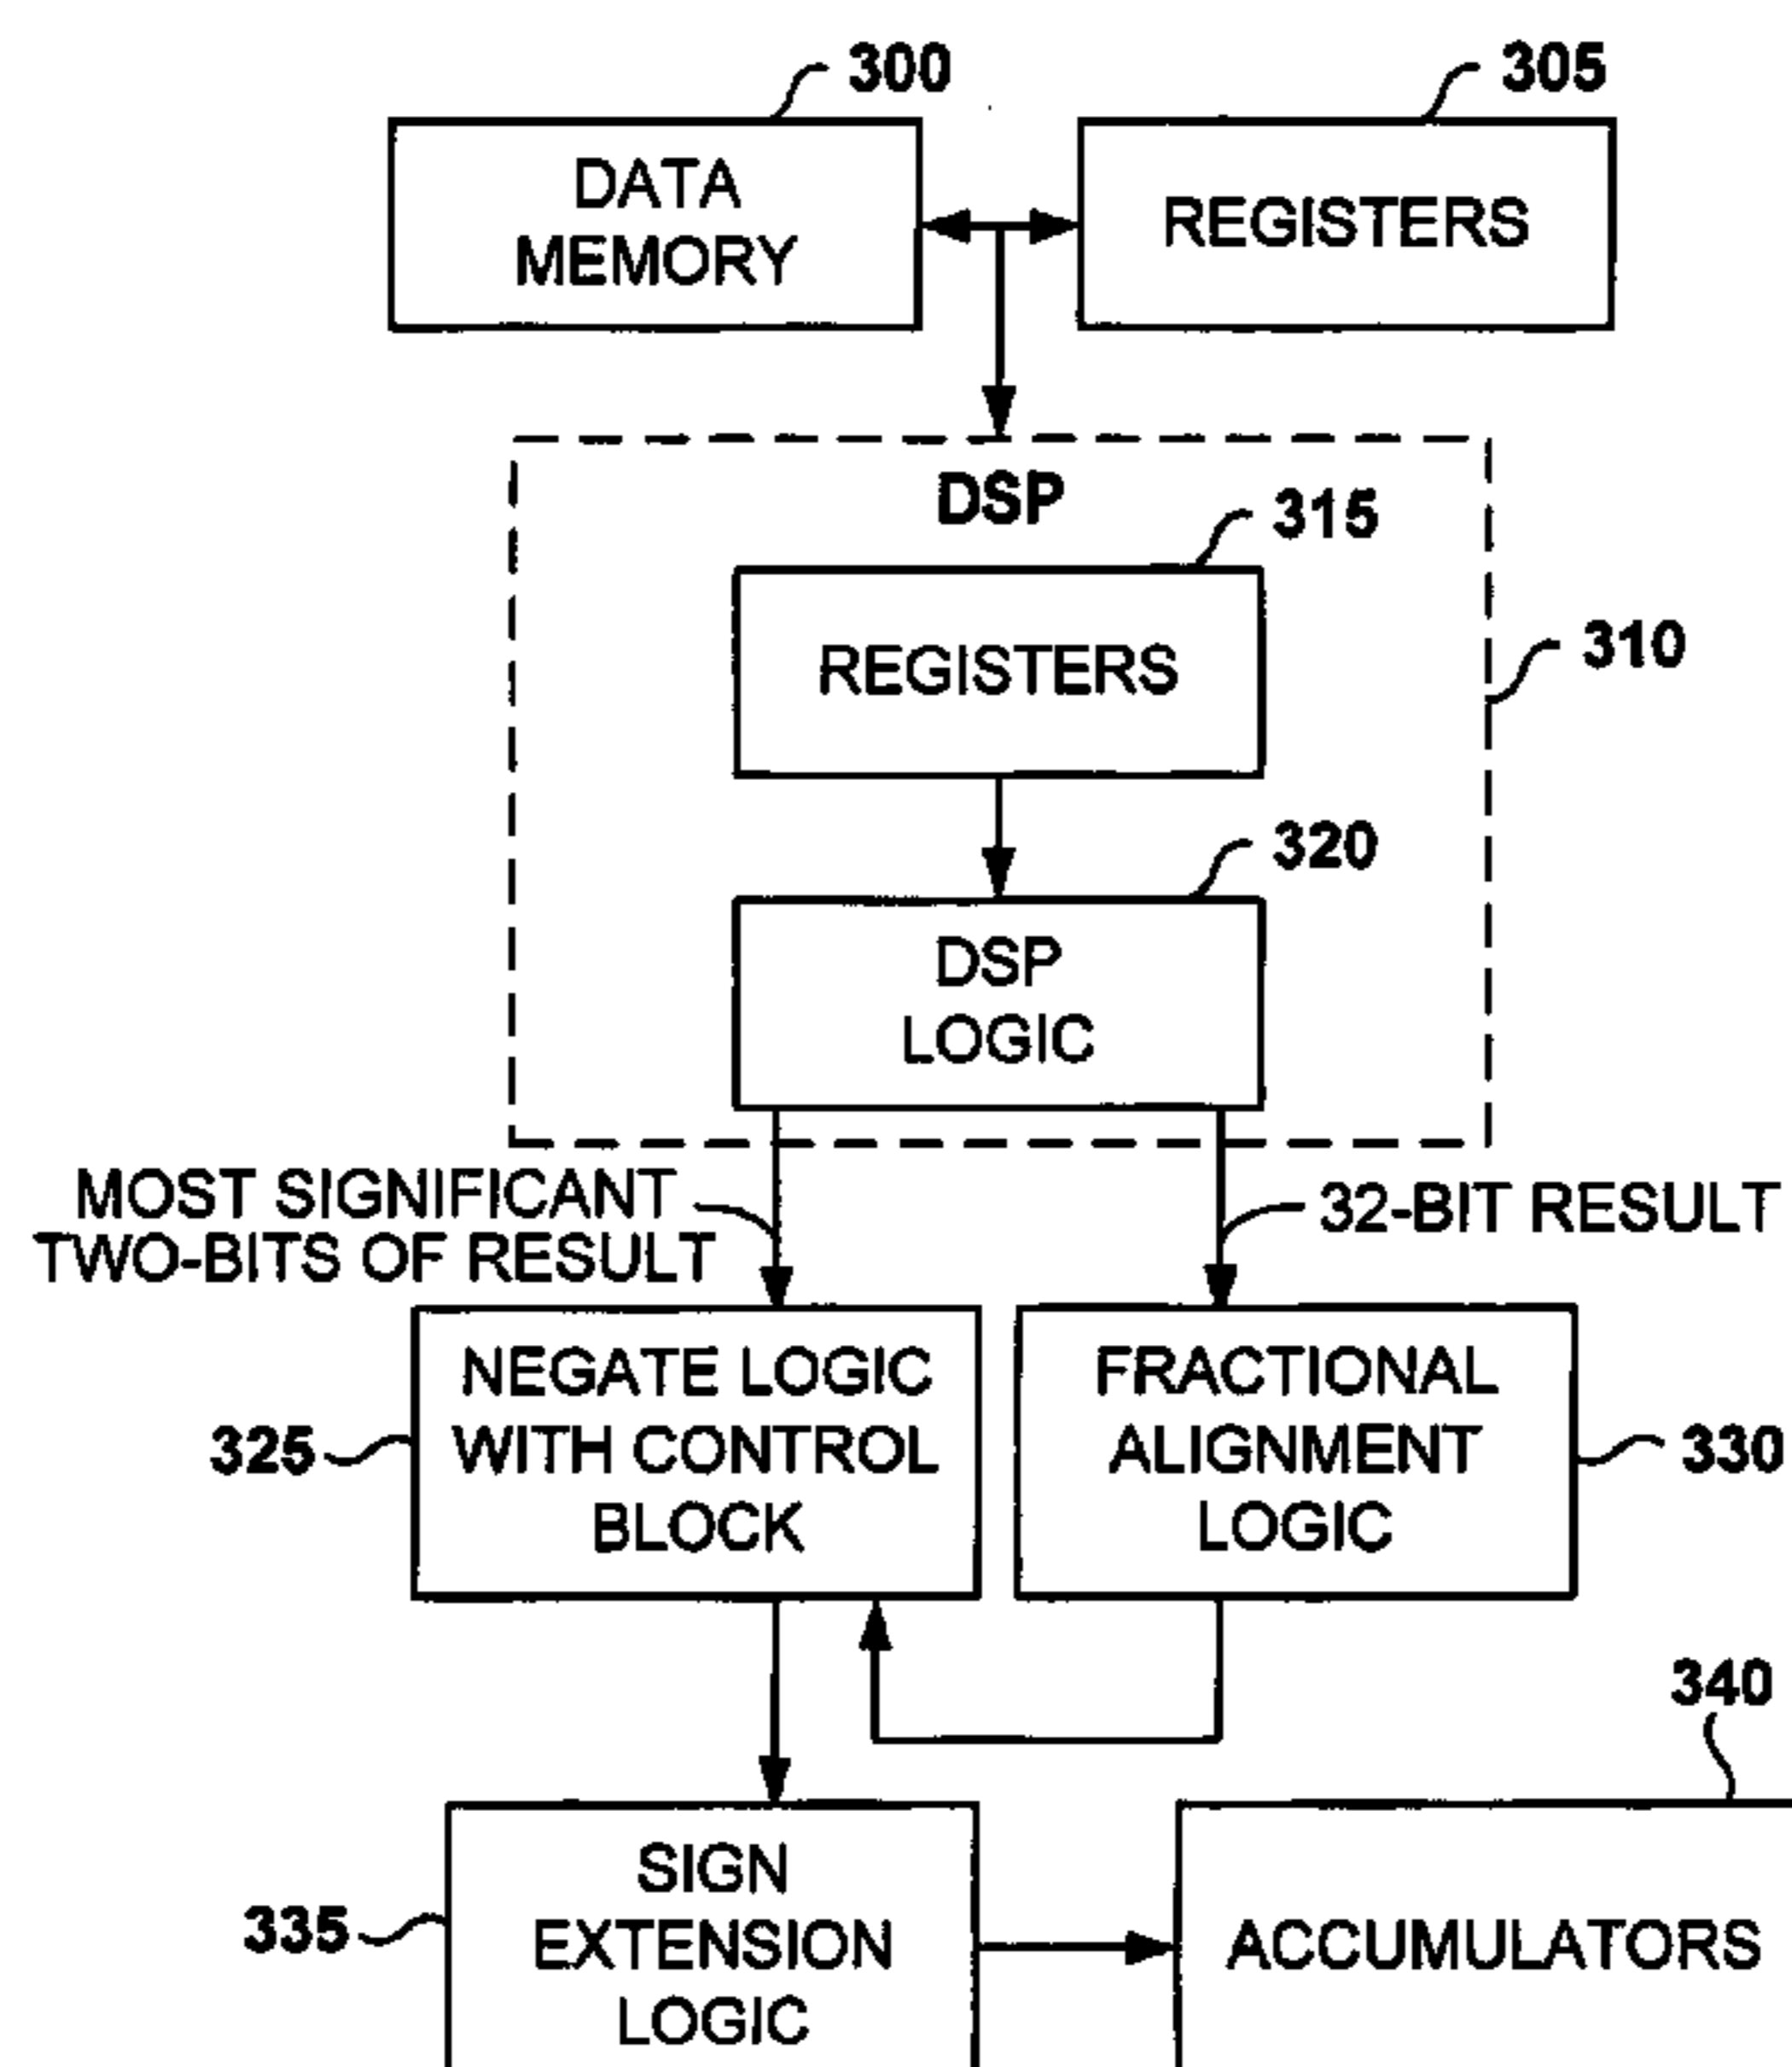 300
305
DATA
MEMORY
REGISTERS
DSP
315
REGISTERS
310
320
DSP
LOGIC
MOST SIGNIFICANT
TWO-BITS OF RESULT
32-BIT RESULT
NEGATE LOGIC
WITH CONTROL
BLOCK
325
FRACTIONAL
ALIGNMENT
LOGIC
330
340
SIGN
EXTENSION
LOGIC
335
ACCUMULATORS